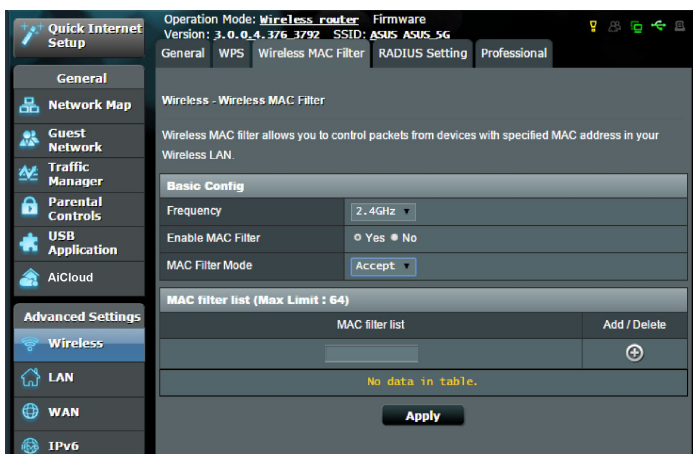 Quick Internet
Setup
Operation Mode: Wireless router Firmware
Version: 3.0.0.4.376_3792 SSID: ASUS ASUS_5G
General WPS Wireless MAC Filter RADIUS Setting Professional
General
Network Map
Guest
Network
Traffic
Manager
Parental
Controls
USB
Application
AiCloud
Advanced Settings
Wireless
LAN
WAN
IPv6
Wireless - Wireless MAC Filter
Wireless MAC filter allows you to control packets from devices with specified MAC address in your
Wireless LAN.
Basic Config
Frequency 2.4GHz
Enable MAC Filter Yes No
MAC Filter Mode Accept
MAC filter list (Max Limit : 64)
MAC filter list Add / Delete
No data in table.
Apply